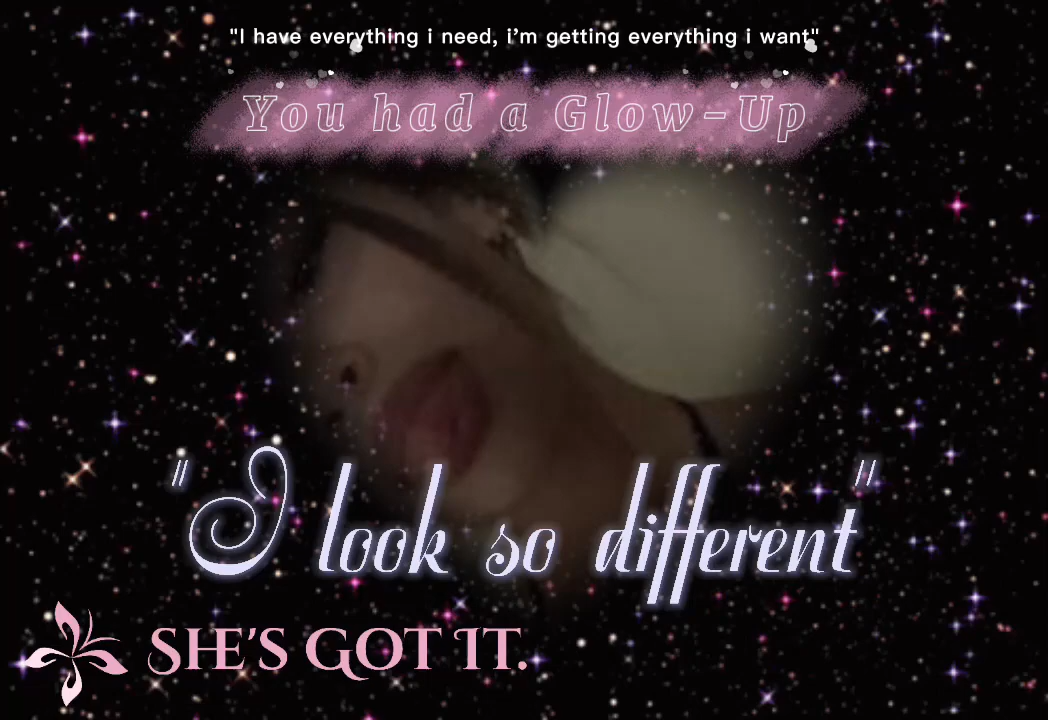 "I have everything i need, i'm getting everything i want"
You had a Glow-Up
"I look so different"
SHE'S GOT IT.